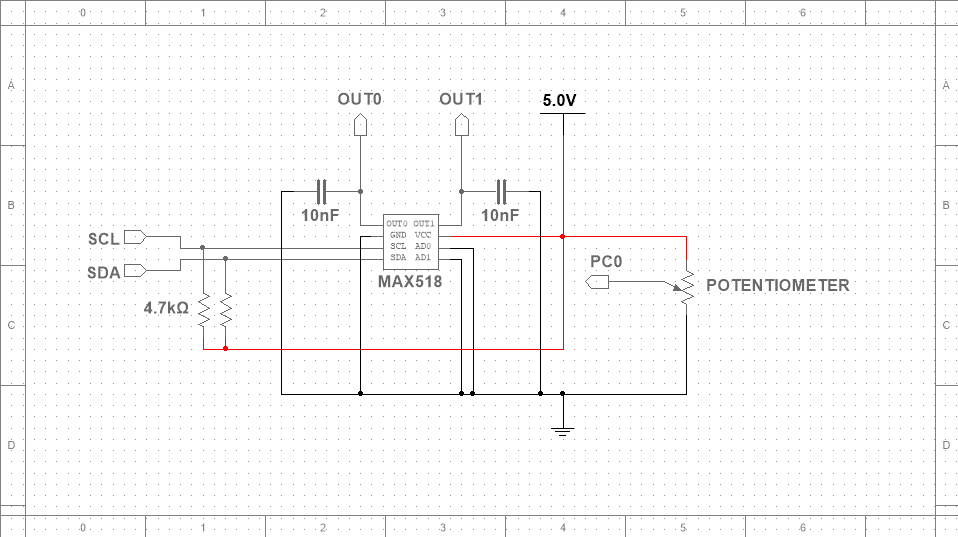 0 1 2 3 4 5 6
A A
OUT0 OUT1 5.0V
B B
10nF 10nF
OUT0 OUT1
GND VCC
SCL AD0
SDA AD1
MAX518
SCL
SDA
PC0
POTENTIOMETER
4.7kΩ
C C
D D
0 1 2 3 4 5 6